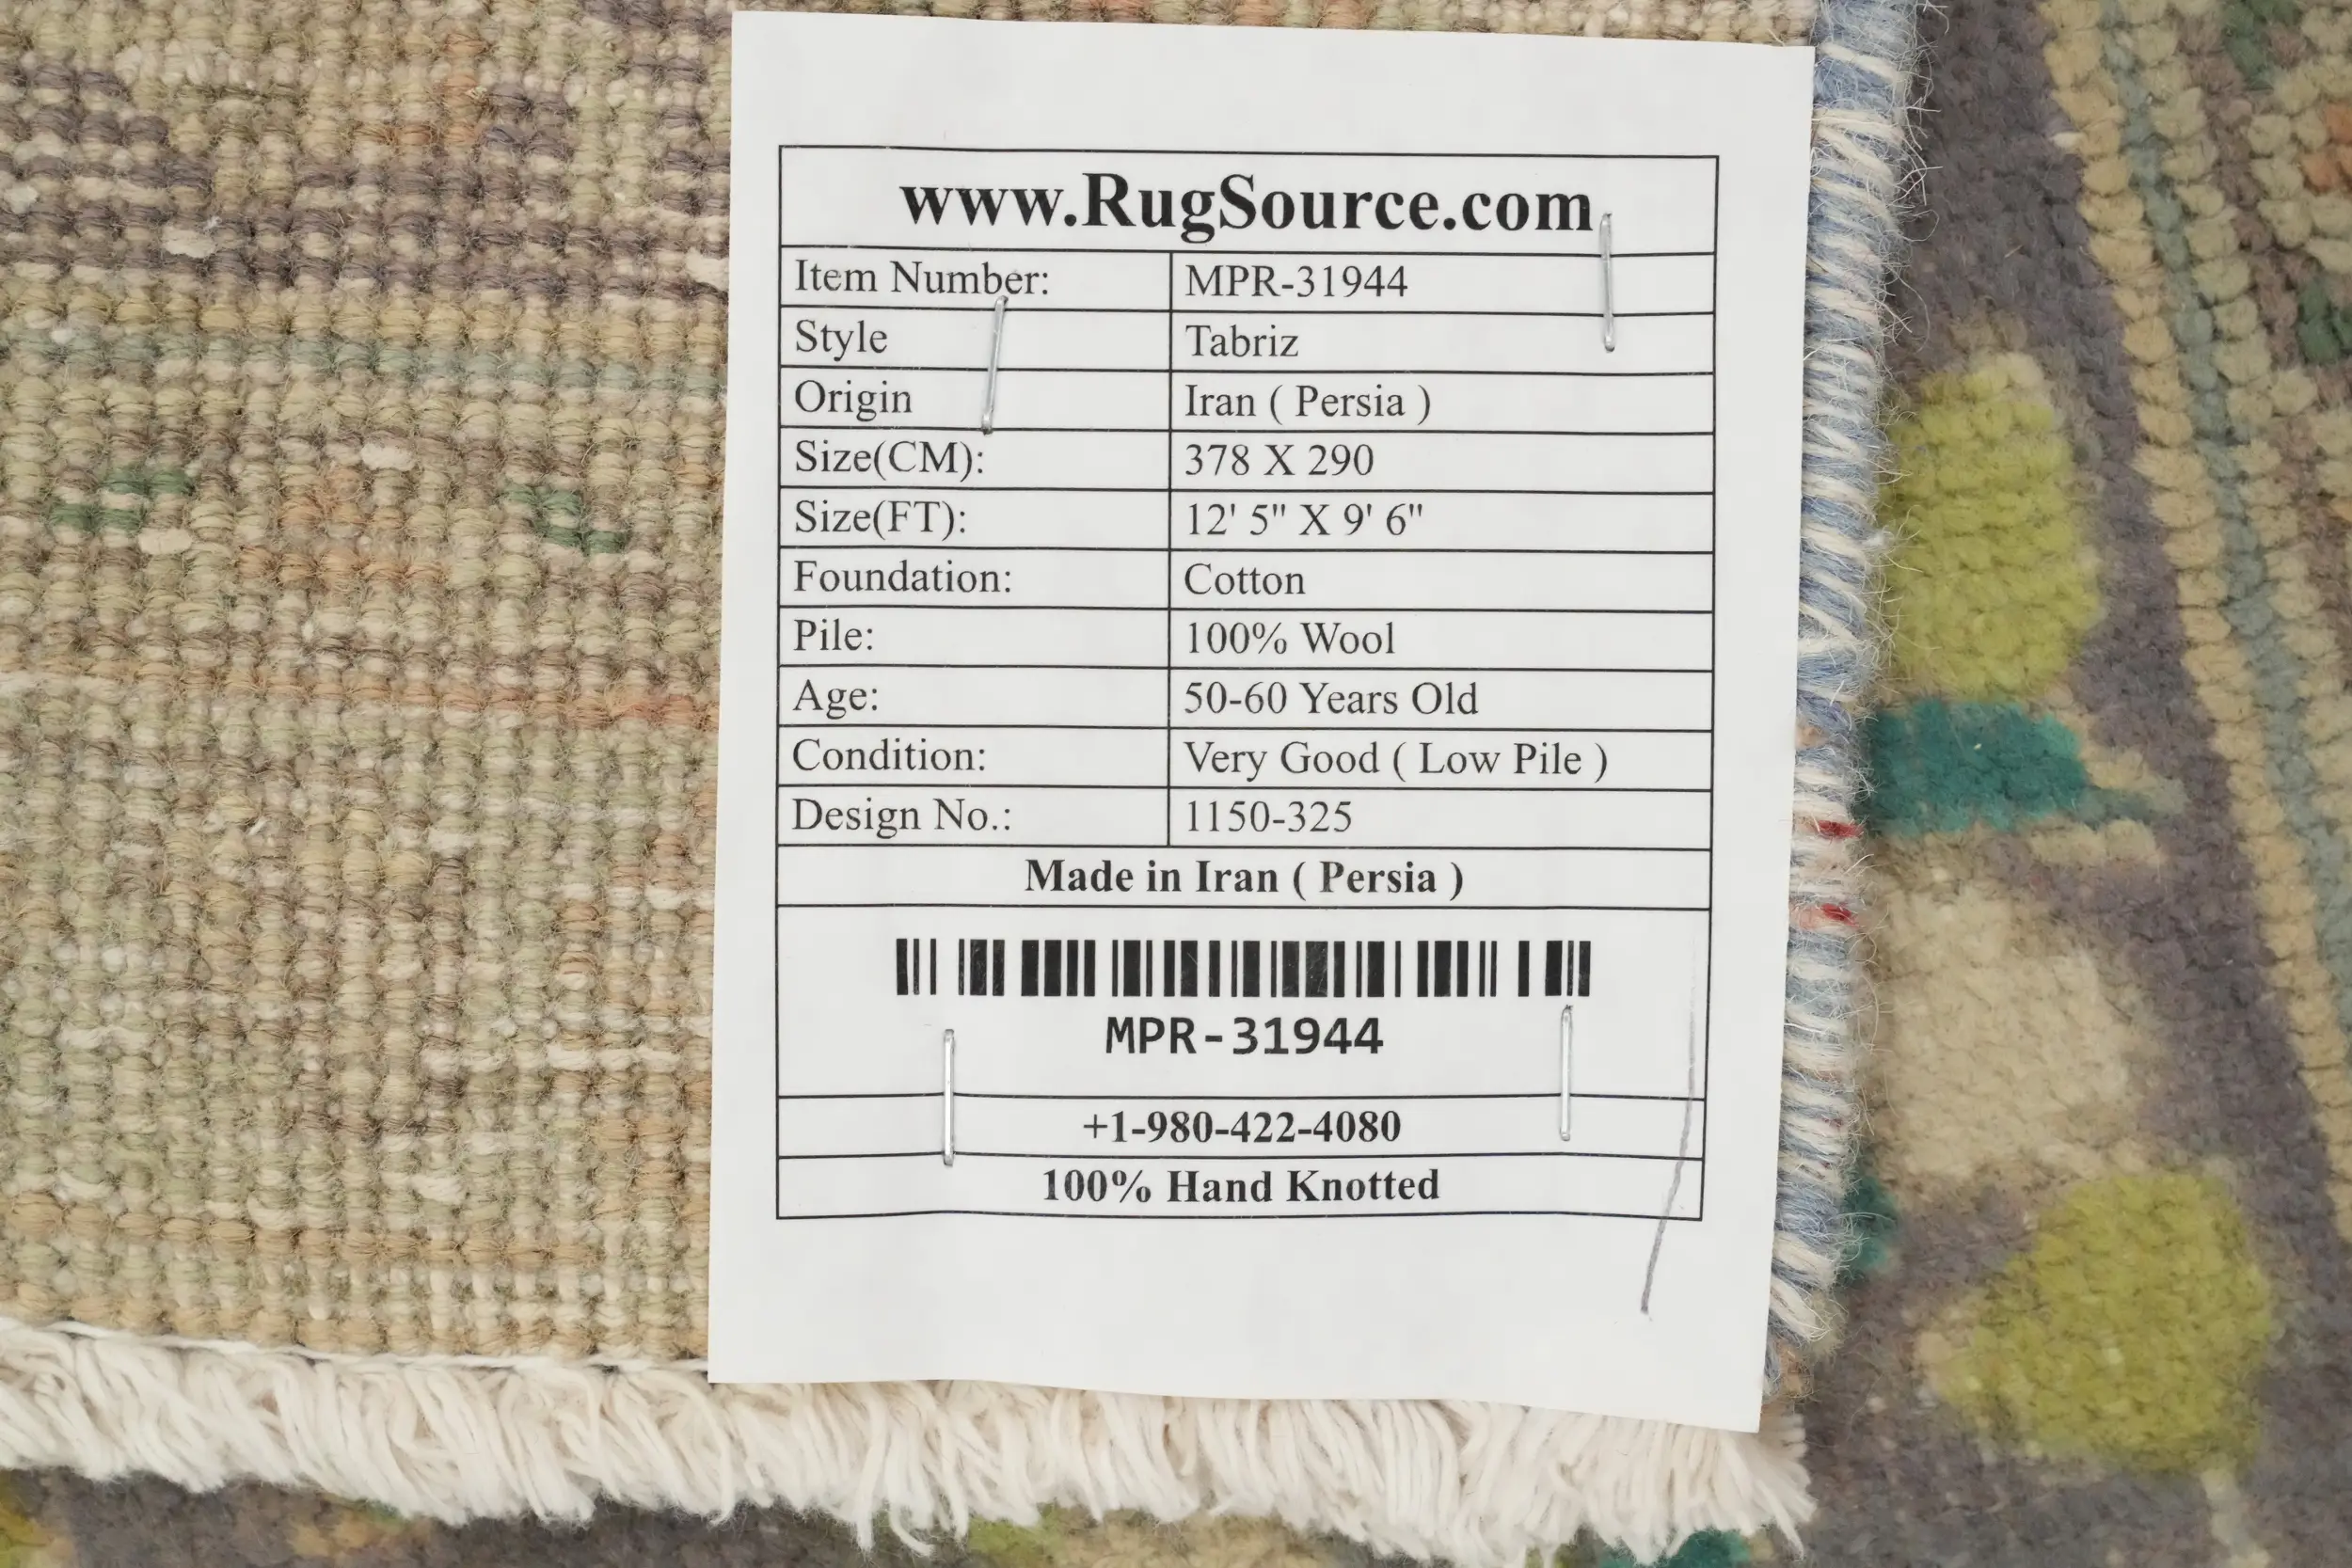 www.RugSource.com
Item Number: MPR-31944
Style Tabriz
Origin Iran ( Persia )
Size(CM): 378 X 290
Size(FT): 12' 5" X 9' 6"
Foundation: Cotton
Pile: 100% Wool
Age: 50-60 Years Old
Condition: Very Good ( Low Pile )
Design No.: 1150-325
Made in Iran ( Persia )
MPR-31944
+1-980-422-4080
100% Hand Knotted